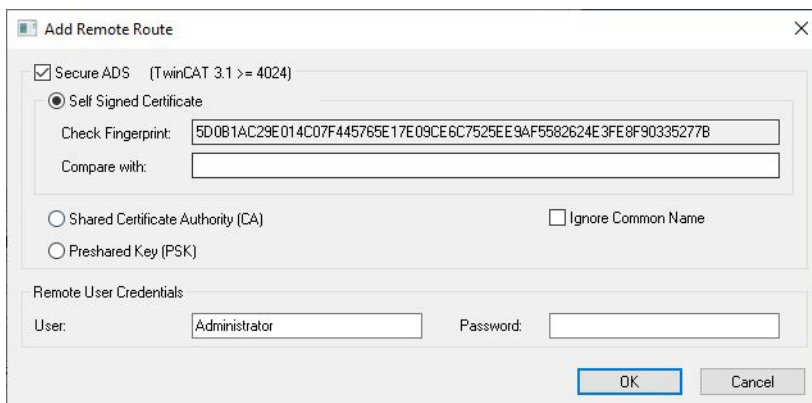 Add Remote Route
Secure ADS (TwinCAT 3.1 >= 4024)
Self Signed Certificate
Check Fingerprint: 5D0B1AC29E014C07F445765E17E09CE6C7525EE9AF5582624E3FE8F90335277B
Compare with:
Shared Certificate Authority (CA) Ignore Common Name
Preshared Key (PSK)
Remote User Credentials
User: Administrator Password:
OK Cancel